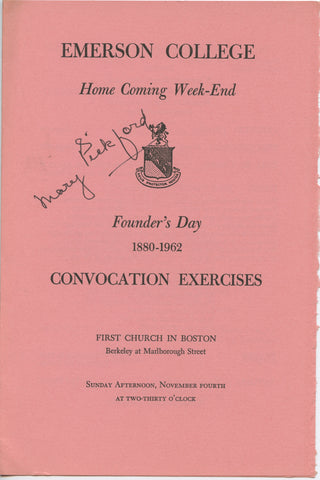 EMERSON COLLEGE
Home Coming Week-End
Mary Pickford
Founder's Day
1880-1962
CONVOCATION EXERCISES
FIRST CHURCH IN BOSTON
Berkeley at Marlborough Street
SUNDAY AFTERNOON, NOVEMBER FOURTH
AT TWO-THIRTY O'CLOCK